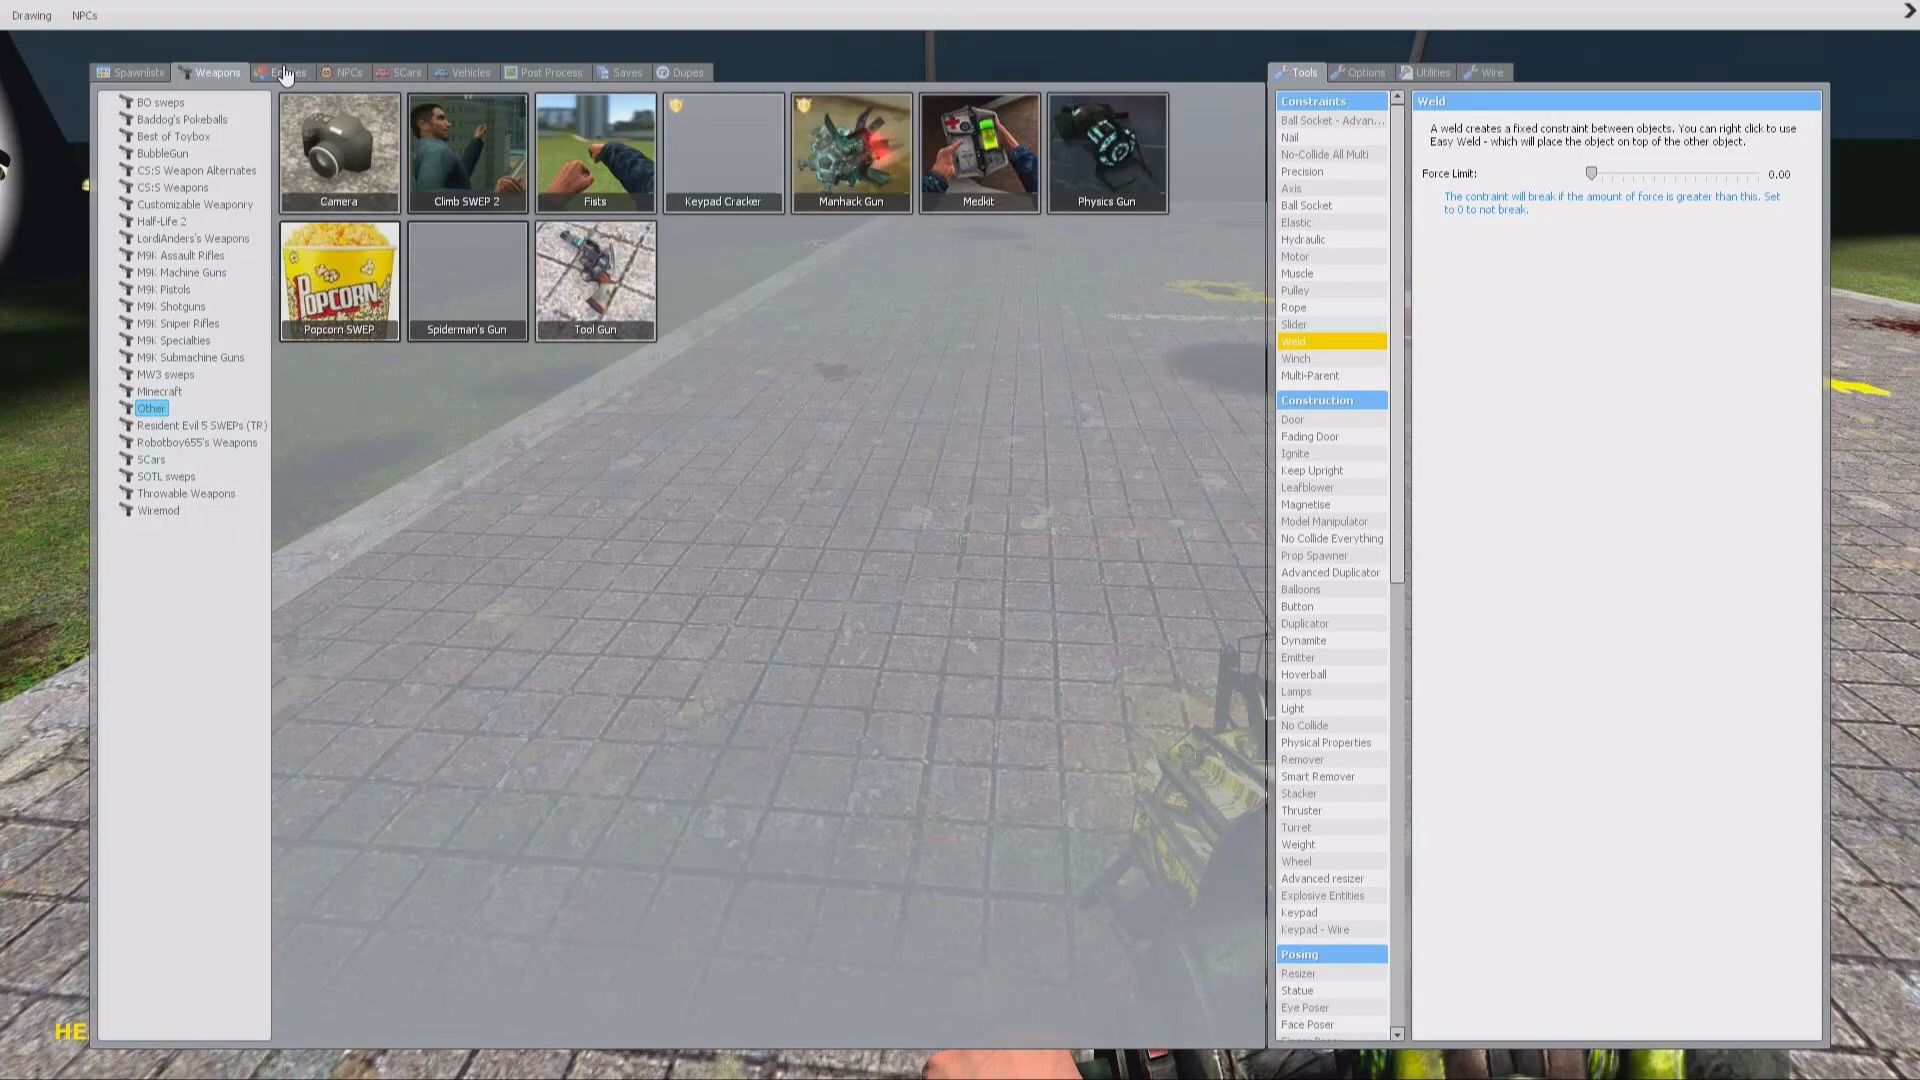 Drawing NPCs
Spawnlists Weapons NPCs SCars Vehicles Post Process Saves Dupes
BO sweps
Baddog's Pokeballs
Best of Toybox
BubbleGun
CS:S Weapon Alternates
CS:S Weapons
Customizable Weaponry
Half-Life 2
LordiAnders's Weapons
M9K Assault Rifles
M9K Machine Guns
M9K Pistols
M9K Shotguns
M9K Sniper Rifles
M9K Specialties
M9K Submachine Guns
MW3 sweps
Minecraft
Other
Resident Evil 5 SWEPs (TR)
Robotboy655's Weapons
SCars
SOTL sweps
Throwable Weapons
Wiremod
Camera
Climb SWEP 2
Fists
Keypad Cracker
Manhack Gun
Medkit
Physics Gun
POPCORN
Popcorn SWEP
Spiderman's Gun
Tool Gun
Tools Options Utilities Wire
Constraints
Ball Socket - Advan...
Nail
No-Collide All Multi
Precision
Axis
Ball Socket
Elastic
Hydraulic
Motor
Muscle
Pulley
Rope
Slider
Weld
Winch
Multi-Parent
Construction
Door
Fading Door
Ignite
Keep Upright
Leafblower
Magnetise
Model Manipulator
No Collide Everything
Prop Spawner
Advanced Duplicator
Balloons
Button
Duplicator
Dynamite
Emitter
Hoverball
Lamps
Light
No Collide
Physical Properties
Remover
Smart Remover
Stacker
Thruster
Turret
Weight
Wheel
Advanced resizer
Explosive Entities
Keypad
Keypad - Wire
Posing
Resizer
Statue
Eye Poser
Face Poser
Weld
A weld creates a fixed constraint between objects. You can right click to use
Easy Weld - which will place the object on top of the other object.
Force Limit: 0.00
The contraint will break if the amount of force is greater than this. Set
to 0 to not break.
HE